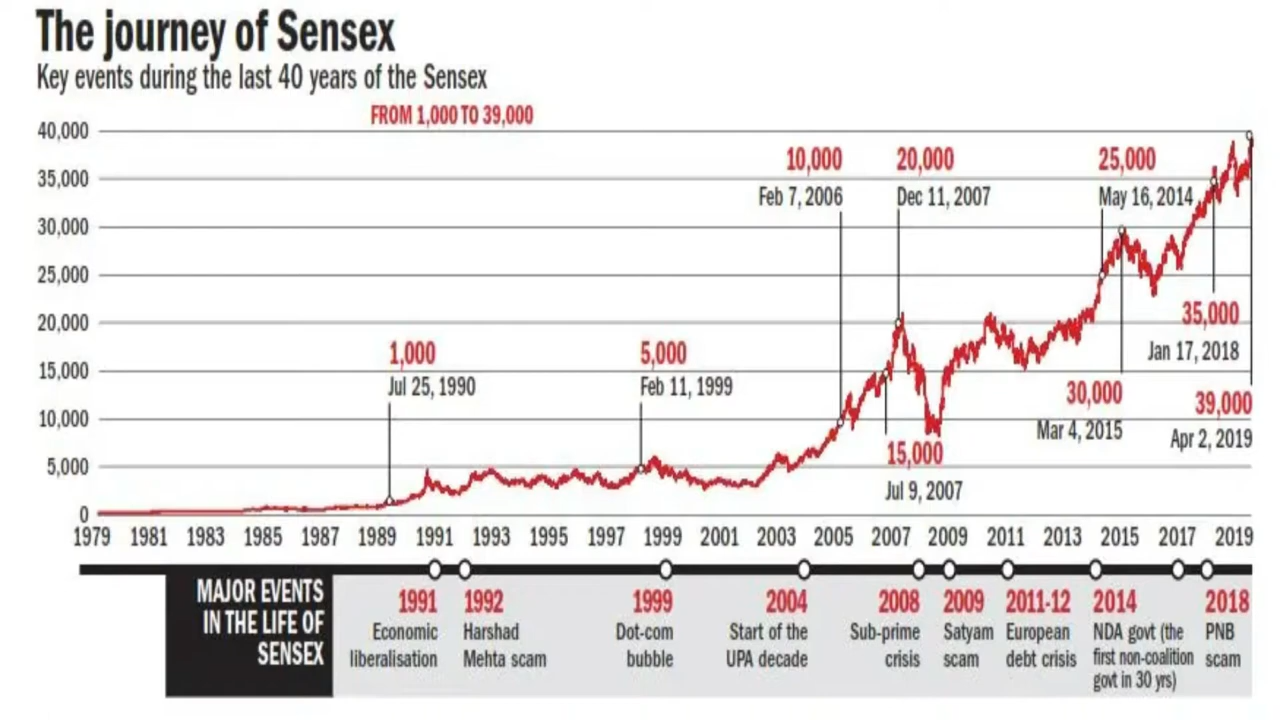 The journey of Sensex
Key events during the last 40 years of the Sensex
FROM 1,000 TO 39,000
40,000
35,000
30,000
25,000
20,000
15,000
10,000
5,000
0
1,000
Jul 25, 1990
5,000
Feb 11, 1999
10,000
Feb 7, 2006
20,000
Dec 11, 2007
15,000
Jul 9, 2007
25,000
May 16, 2014
30,000
Mar 4, 2015
35,000
Jan 17, 2018
39,000
Apr 2, 2019
1979 1981 1983 1985 1987 1989 1991 1993 1995 1997 1999 2001 2003 2005 2007 2009 2011 2013 2015 2017 2019
MAJOR EVENTS
IN THE LIFE OF
SENSEX
1991
Economic
liberalisation
1992
Harshad
Mehta scam
1999
Dot-com
bubble
2004
Start of the
UPA decade
2008
Sub-prime
crisis
2009
Satyam
scam
2011-12
European
debt crisis
2014
NDA govt (the
first non-coalition
govt in 30 yrs)
2018
PNB
scam